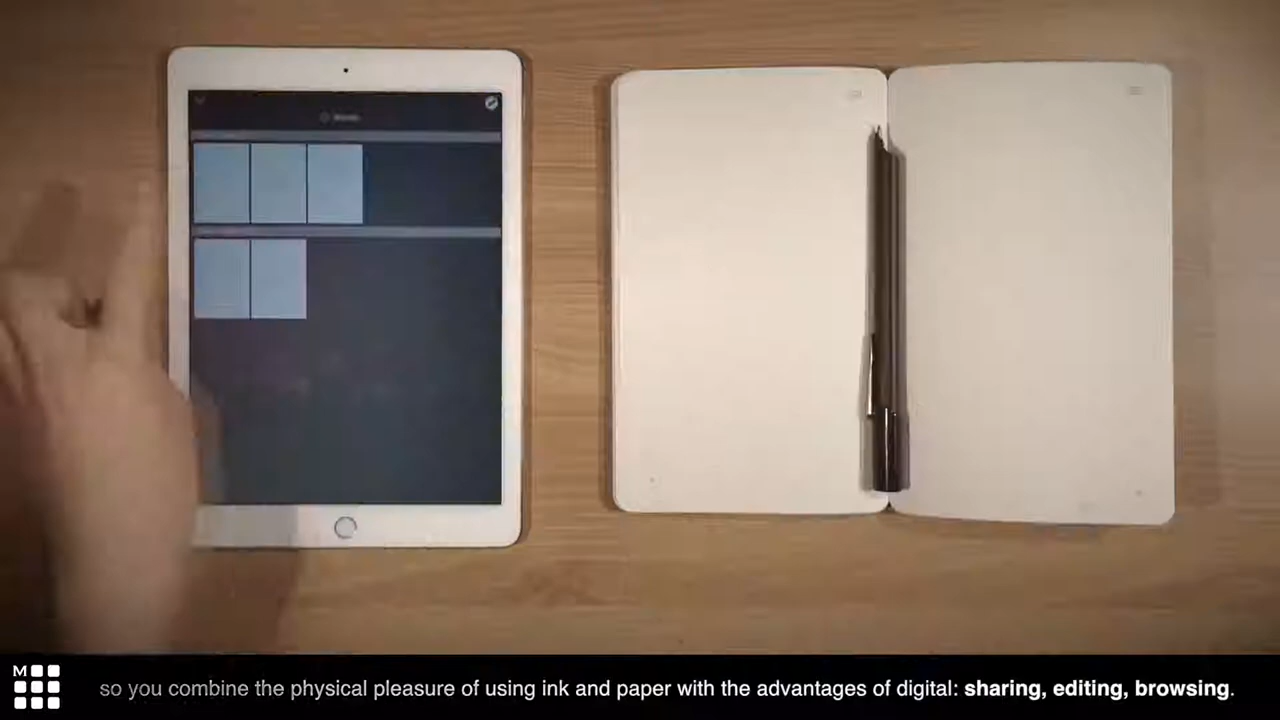 M
so you combine the physical pleasure of using ink and paper with the advantages of digital: sharing, editing, browsing.